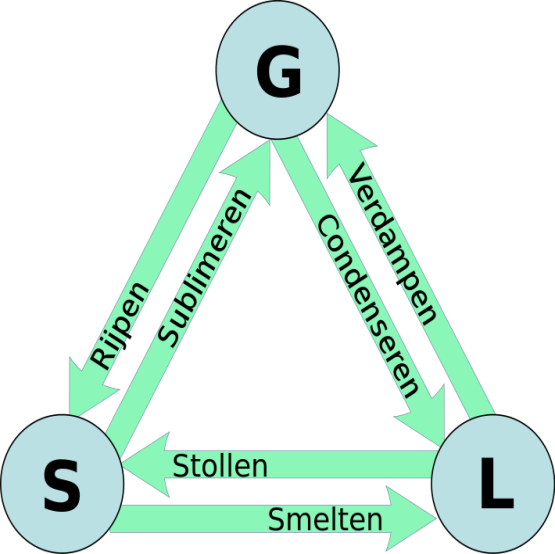 G
Rijpen
Sublimeren
Condenseren
Verdampen
S
Stollen
Smelten
L